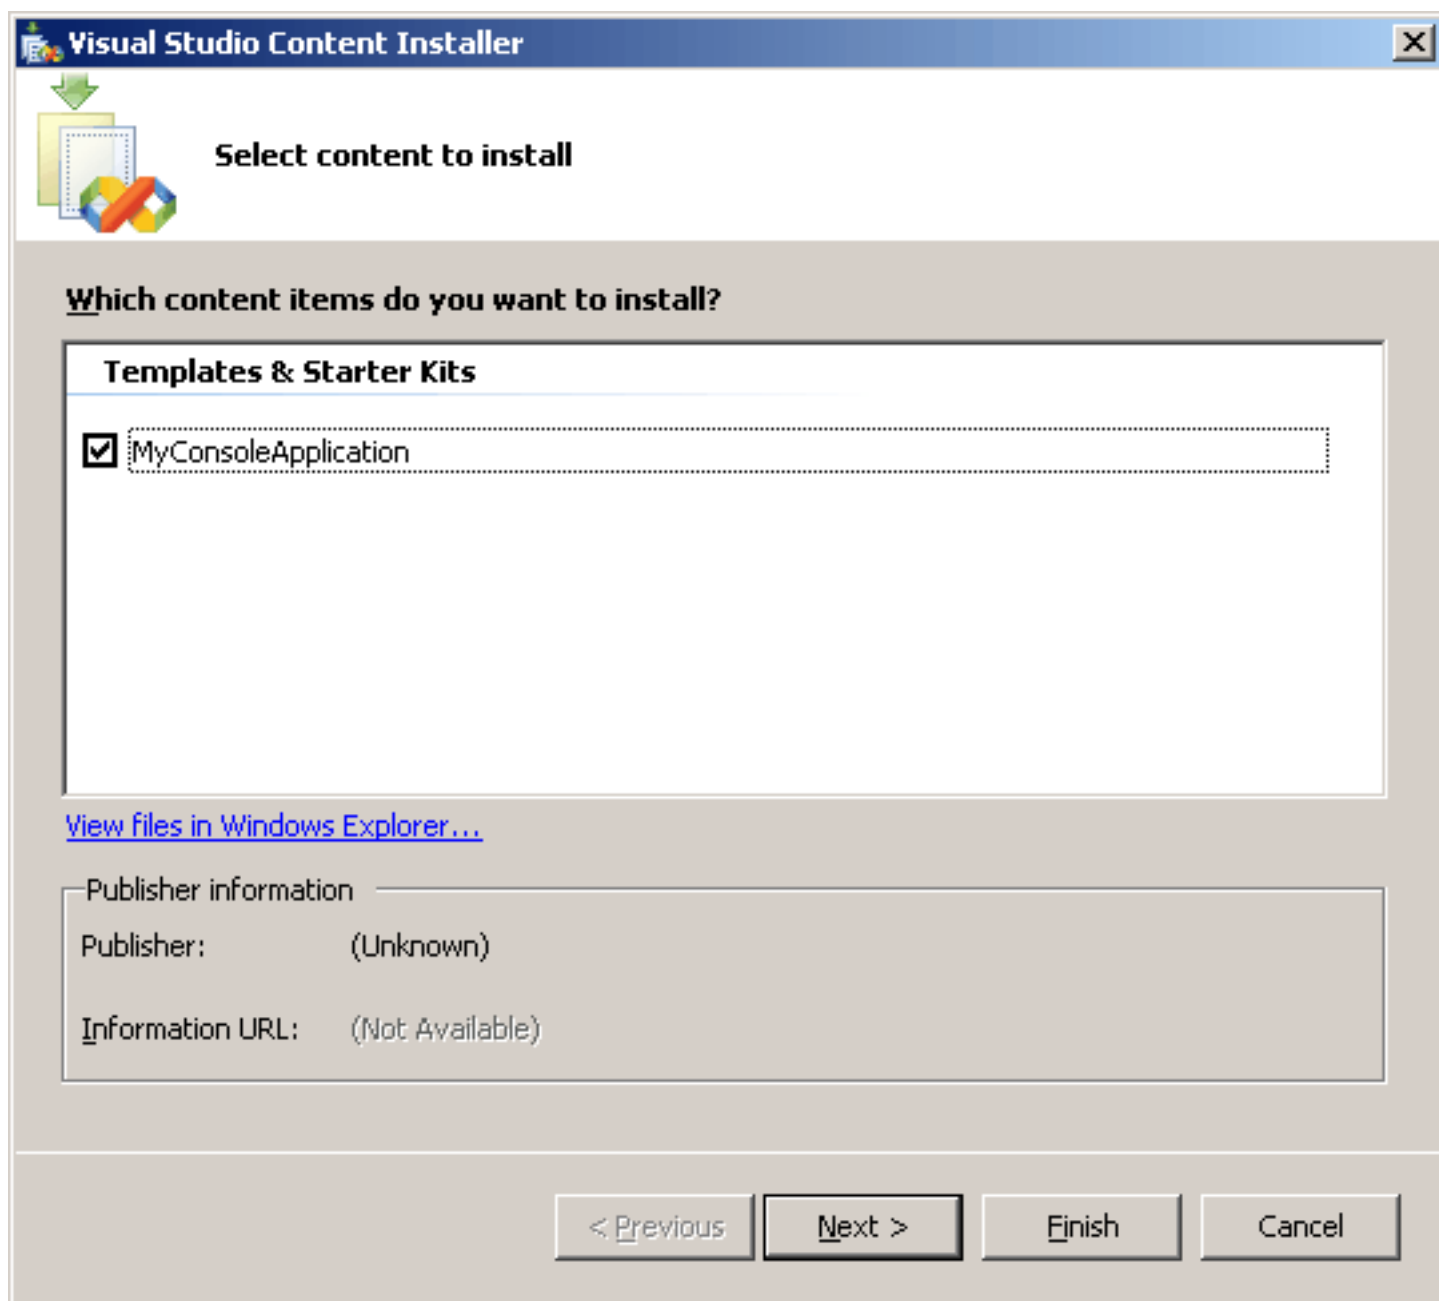 Visual Studio Content Installer
Select content to install
Which content items do you want to install?
Templates & Starter Kits
MyConsoleApplication
View files in Windows Explorer...
Publisher information
Publisher: (Unknown)
Information URL: (Not Available)
< Previous Next > Finish Cancel